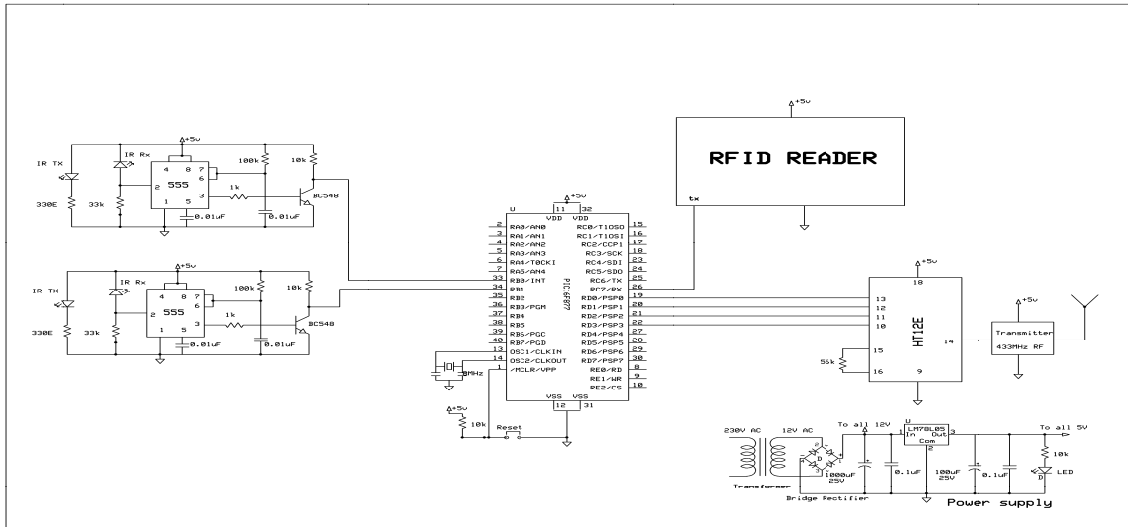 +5v
IR TX
IR Rx
4 8 7
6
2 555
3
1 5
330E
33k
0.01uF
0.01uF
100k
10k
1k
BC548
+5v
IR TX
IR Rx
4 8 7
6
2 555
3
1 5
330E
33k
0.01uF
0.01uF
100k
10k
1k
BC548
U
+5v
11 32
VDD VDD
2 RA0/AN0 RC0/T1OSO 15
3 RA1/AN1 RC1/T1OSI 16
4 RA2/AN2 RC2/CCP1 17
5 RA3/AN3 RC3/SCK 18
6 RA4/T0CKI RC4/SDI 23
7 RA5/AN4 RC5/SDO 24
33 RB0/INT RC6/TX 25
34 RB1 RC7/RX 26
35 RB2 RD0/PSP0 19
36 RB3/PGM RD1/PSP1 20
37 RB4 RD2/PSP2 21
38 RB5 RD3/PSP3 22
39 RB6/PGC RD4/PSP4 27
40 RB7/PGD RD5/PSP5
13 OSC1/CLKIN RD6/PSP6 29
14 OSC2/CLKOUT RD7/PSP7 30
1 /MCLR/VPP RE0/RD 8
RE1/WR 9
RE2/CS 10
VSS VSS
12 31
8MHz
+5v
10k
Reset
+5v
RFID READER
tx
+5v
18
13
12
11
10
HT12E
14
15
16
9
56k
+5v
Transmitter
433MHz RF
230V AC
12V AC
Transformer
2
D
Bridge Rectifier
1000uF
25V
0.1uF
To all 12V
U
LM78L05
1 In Out 3
Com
2
100uF
25V
0.1uF
To all 5V
10k
D LED
Power supply